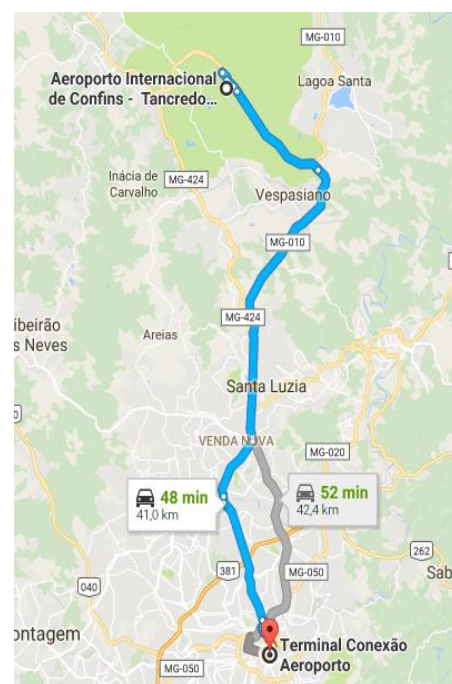 MG-010
Aeroporto Internacional
de Confins - Tancredo...
Lagoa Santa
Inácia de
Carvalho
MG-424
Vespasiano
MG-010
MG-424
ibeirão
s Neves
Areias
Santa Luzia
VENDA NOVA
MG-020
48 min
41,0 km
52 min
42,4 km
262
381
MG-050
Sab
040
ontagem
Terminal Conexão
Aeroporto
MG-050